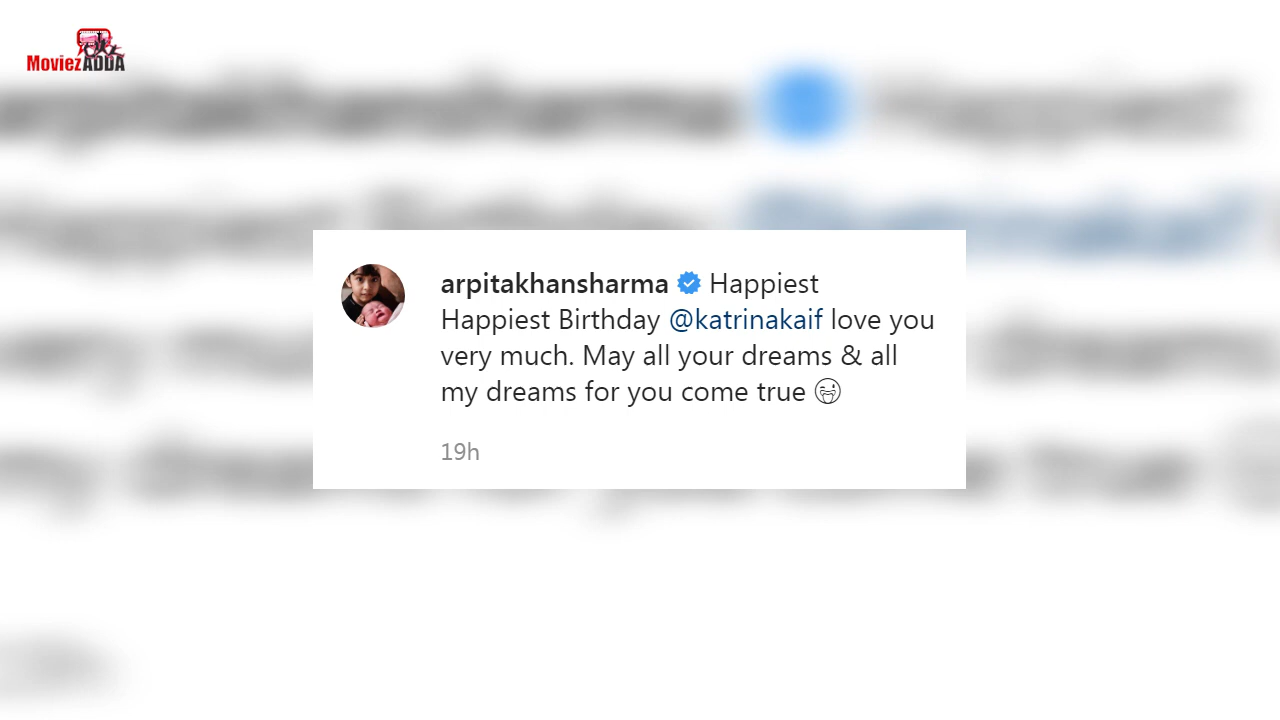 MoviezADDA
arpitakhansharma Happiest
Happiest Birthday @katrinakaif love you
very much. May all your dreams & all
my dreams for you come true 😅
19h